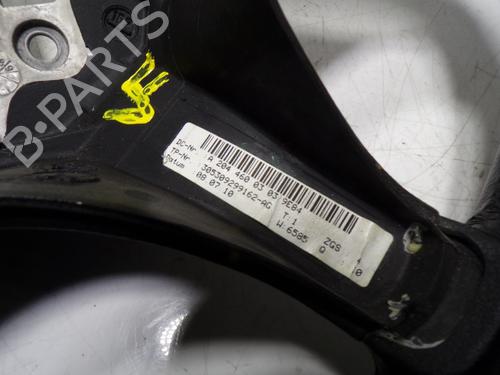 B-PARTS
DC-Nr A 204 460 03 03 9E84
TP-Nr 305309299162-AG T:1 ZGS
Datum 08 07 10 W:6585 Q